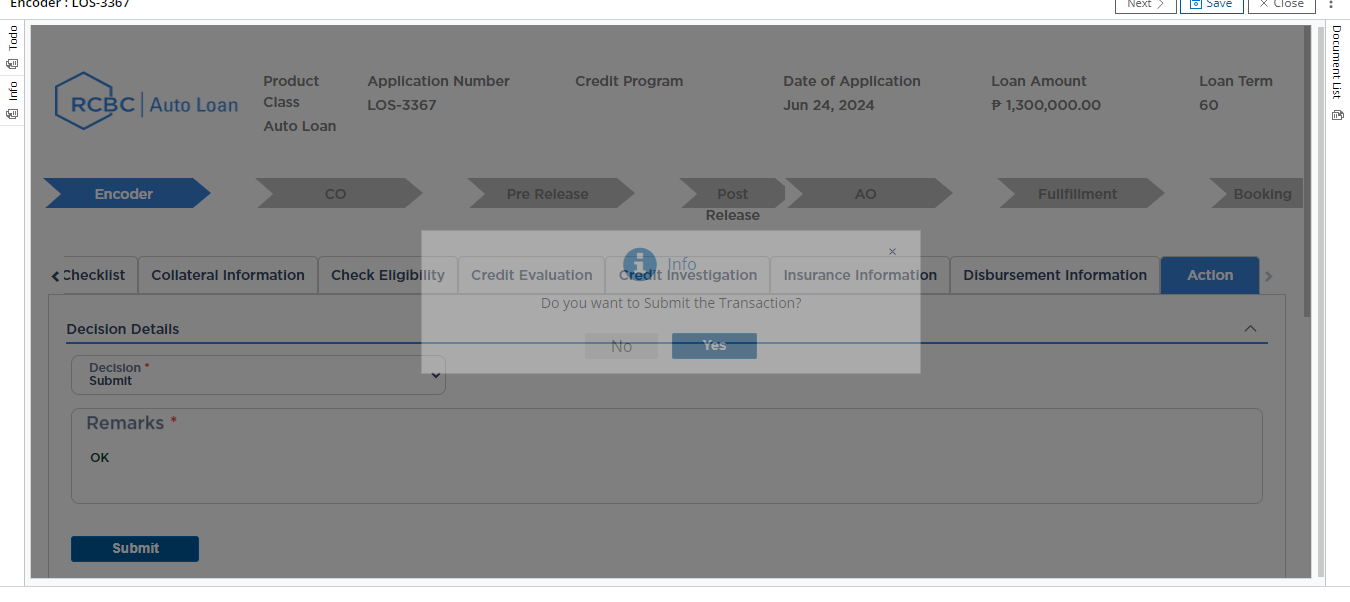 Encoder : LOS-3367
Next
Save
Close
Todo
Info
Document List
RCBC | Auto Loan
Product Class
Auto Loan
Application Number
LOS-3367
Credit Program
Date of Application
Jun 24, 2024
Loan Amount
₱ 1,300,000.00
Loan Term
60
Encoder
CO
Pre Release
Post Release
AO
Fullfillment
Booking
Checklist
Collateral Information
Check Eligibility
Credit Evaluation
Credit Investigation
Insurance Information
Disbursement Information
Action
Info
×
Do you want to Submit the Transaction?
No
Yes
Decision Details
Decision *
Submit
Remarks *
OK
Submit